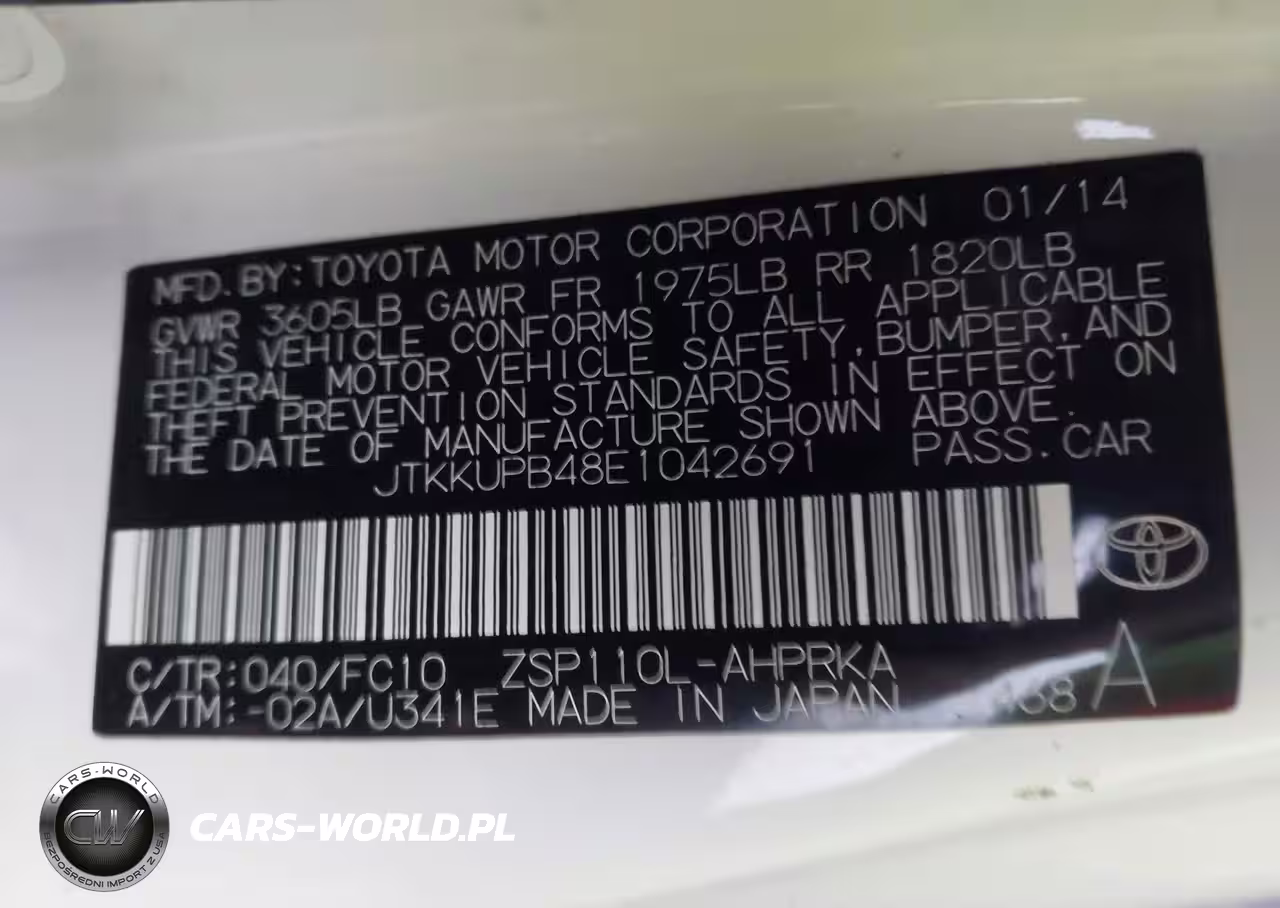 MFD. BY: TOYOTA MOTOR CORPORATION 01/14
GVWR 3605LB GAWR FR 1975LB RR 1820LB
THIS VEHICLE CONFORMS TO ALL APPLICABLE
FEDERAL MOTOR VEHICLE SAFETY, BUMPER, AND
THEFT PREVENTION STANDARDS IN EFFECT ON
THE DATE OF MANUFACTURE SHOWN ABOVE.
JTKKUPB48E1042691 PASS. CAR
C/TR: 040/FC10 ZSP110L-AHPRKA
A/TM: -02A/U341E MADE IN JAPAN A
CARS-WORLD
CW
BEZPOŚREDNI IMPORT Z USA
CARS-WORLD.PL